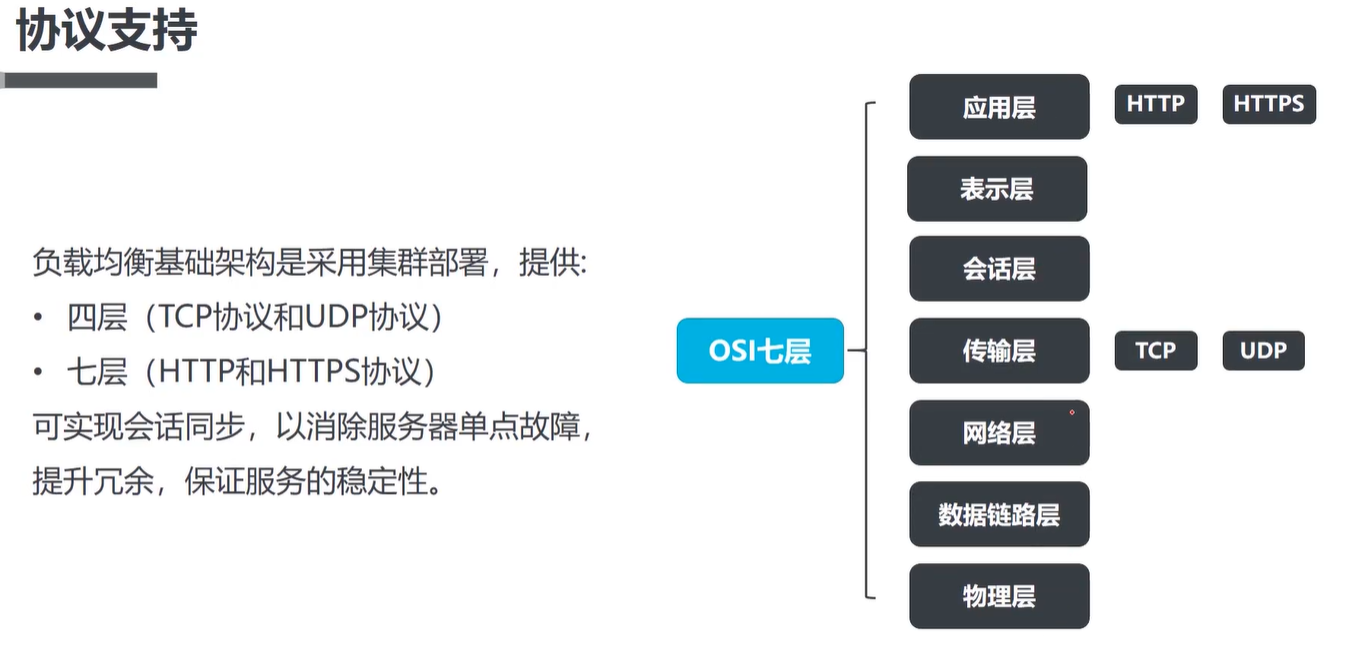 协议支持
负载均衡基础架构是采用集群部署，提供:
• 四层（TCP协议和UDP协议）
• 七层（HTTP和HTTPS协议）
可实现会话同步，以消除服务器单点故障，
提升冗余，保证服务的稳定性。
OSI七层
应用层 HTTP HTTPS
表示层
会话层
传输层 TCP UDP
网络层
数据链路层
物理层